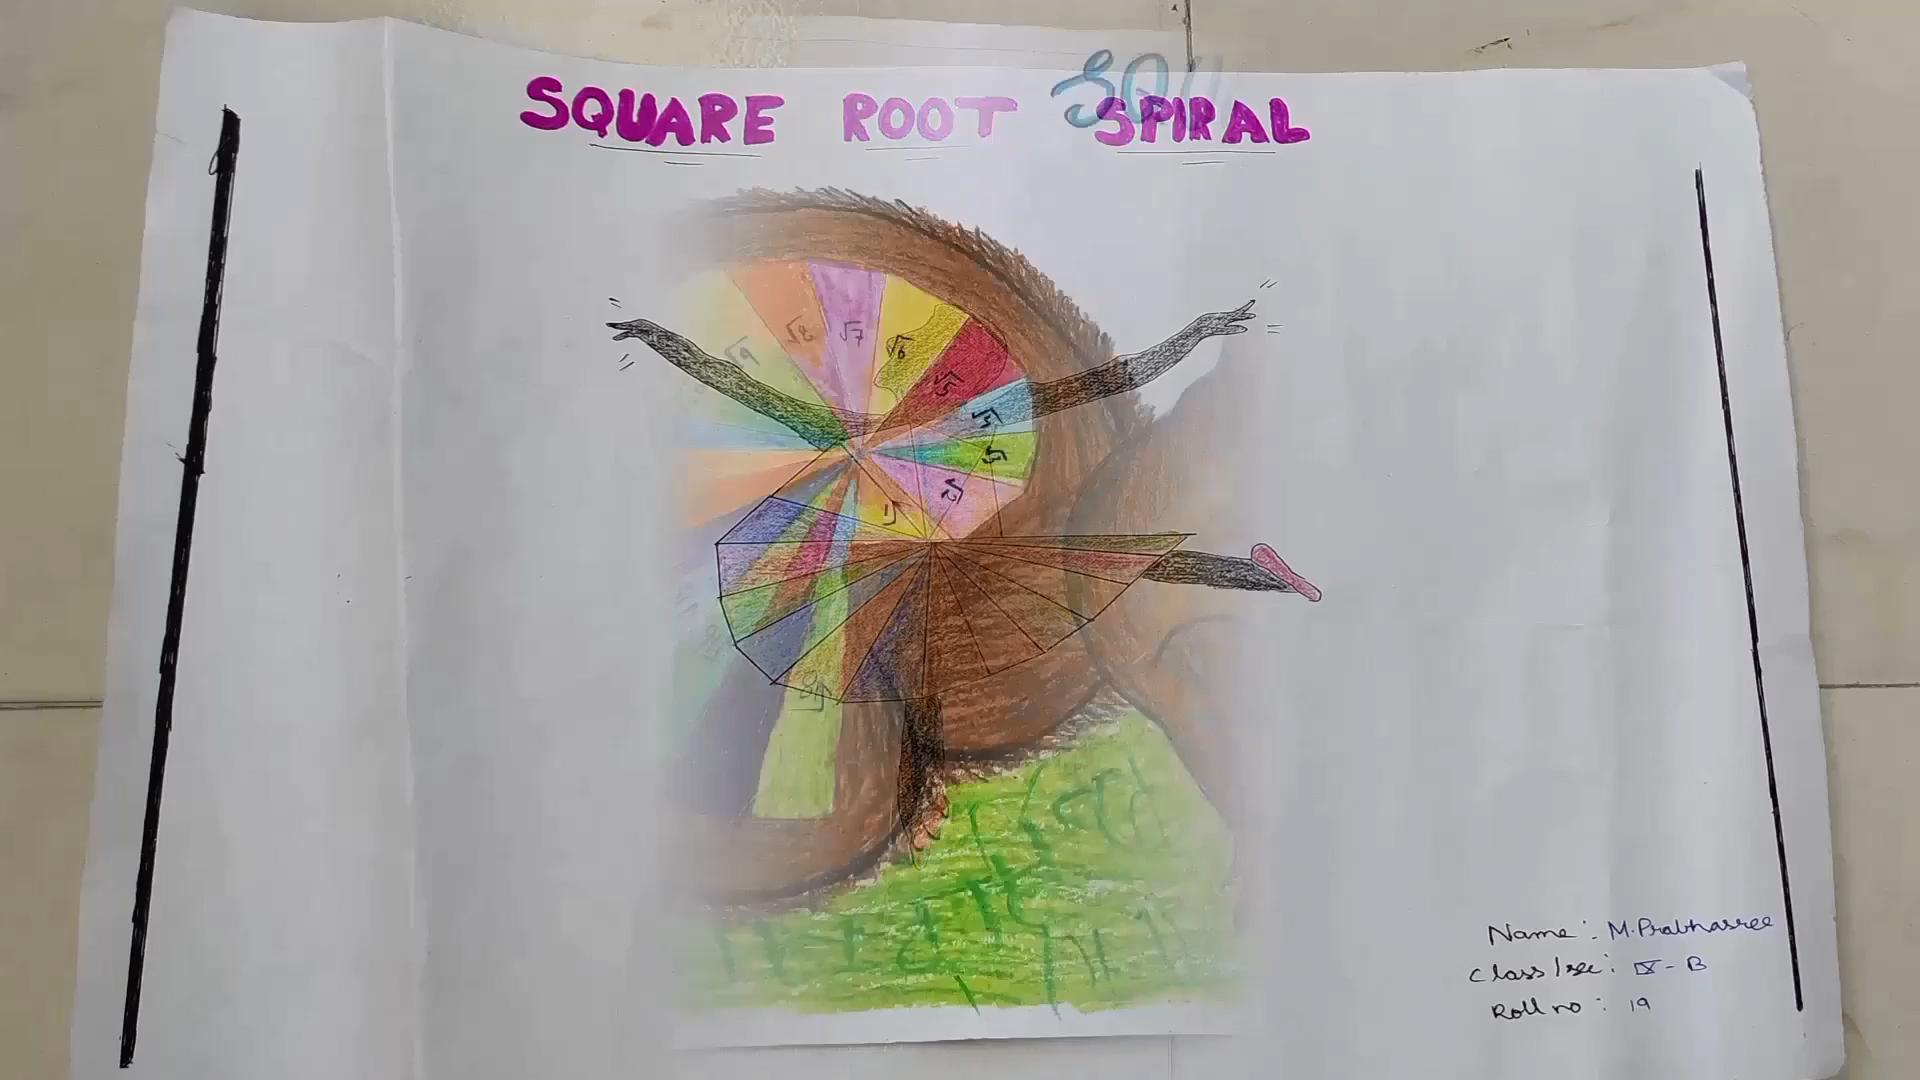 SQUARE ROOT SPIRAL
SQU
√9 √8 √7 √6
√5
√4
√3
√2
√1
Name : M. Prabhasree
Class/sec : IX - B
Roll no : 19